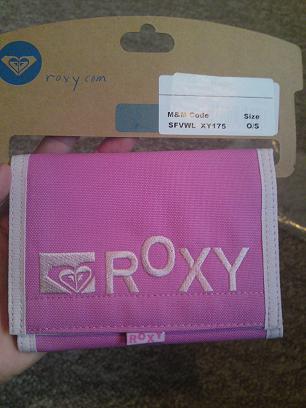 roxy.com
M&M Code Size
SFVWL XY175 O/S
ROXY
ROXY